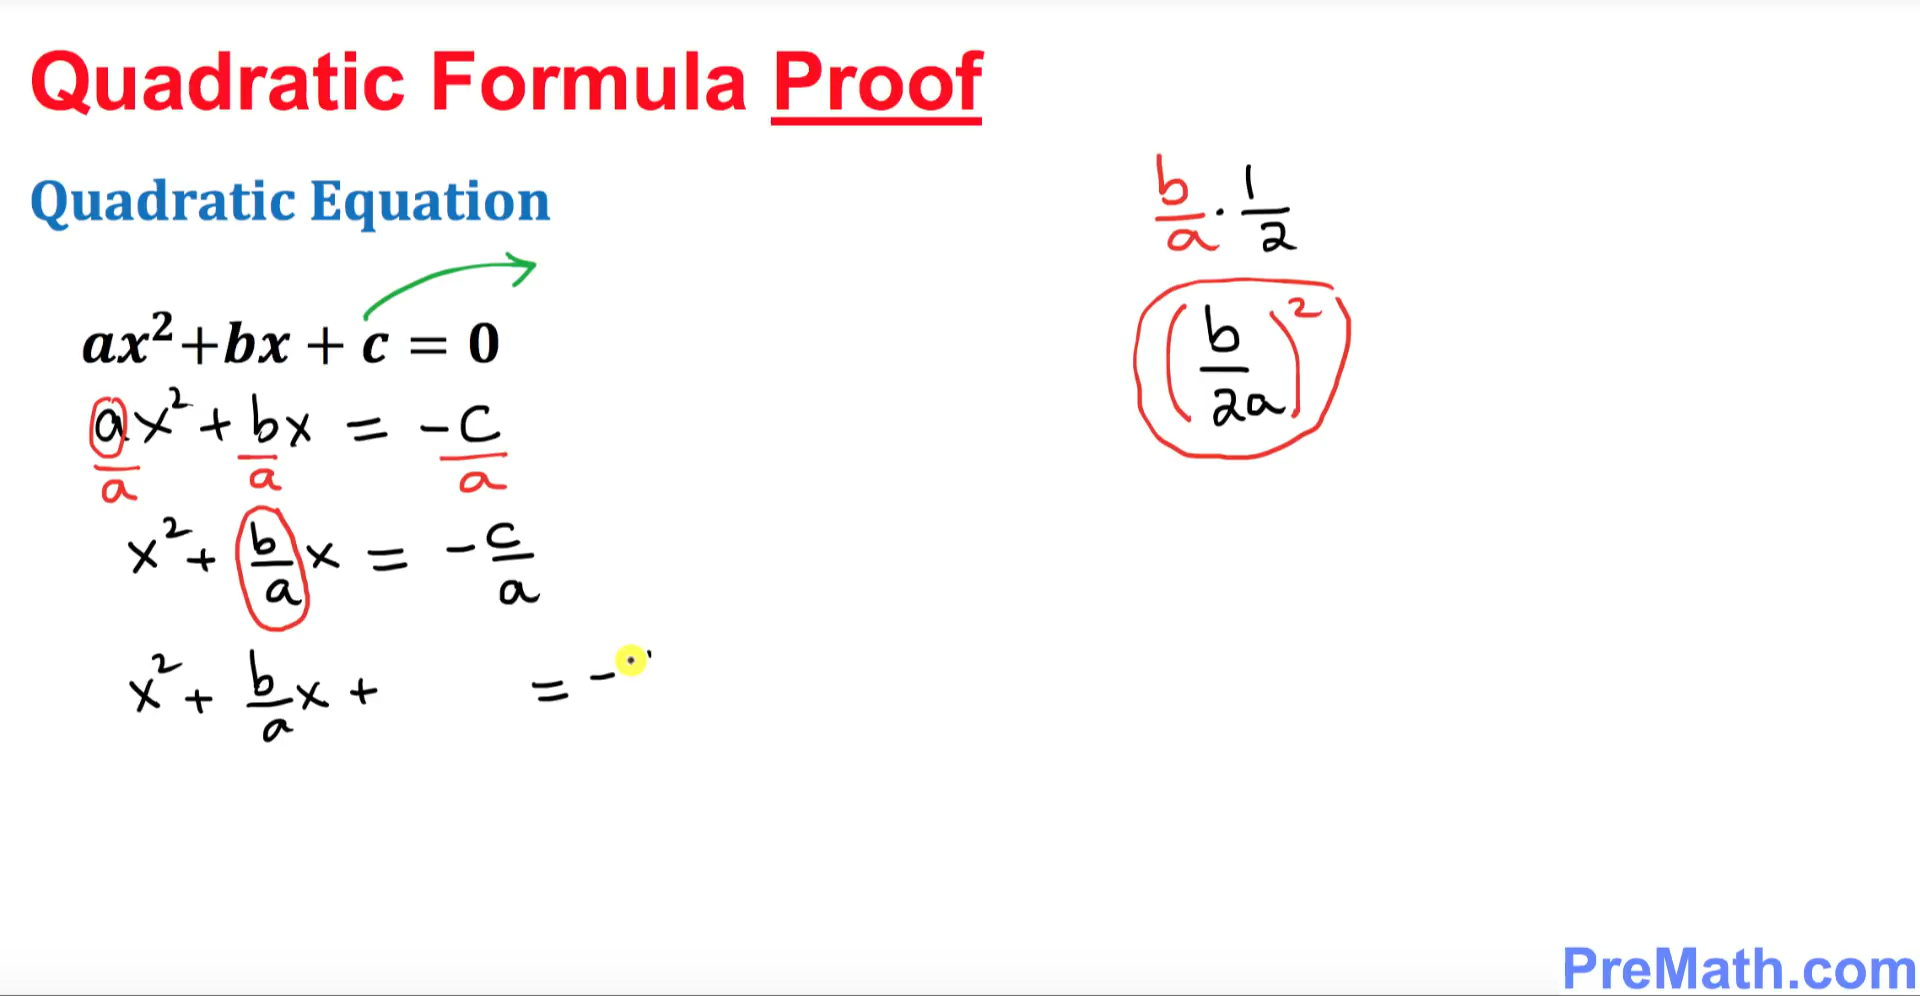 Quadratic Formula Proof
Quadratic Equation
ax²+bx + c = 0
ax² + bx = -c
a a a
x² + b/a x = - c/a
x² + b/a x + = -
b/a · 1/2
(b/2a)²
PreMath.com